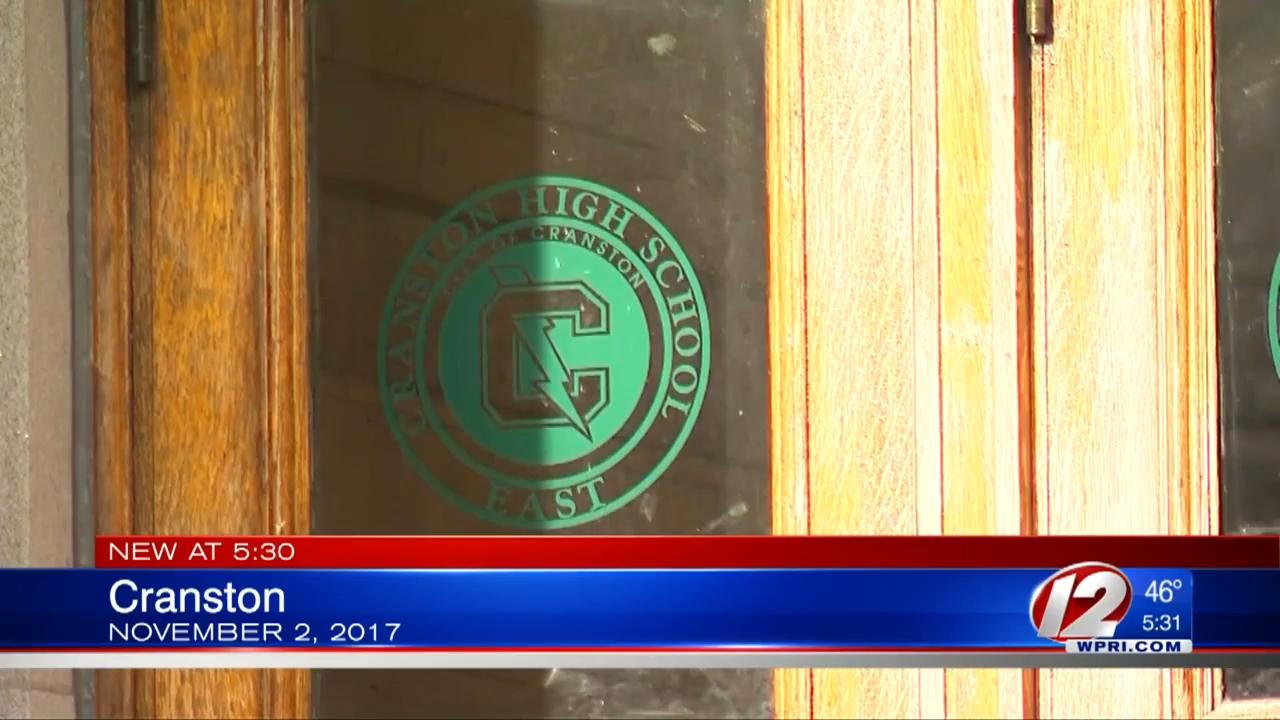 CRANSTON HIGH SCHOOL
CITY OF CRANSTON
C
EAST
NEW AT 5:30
Cranston
NOVEMBER 2, 2017
12
46°
5:31
WPRI.COM